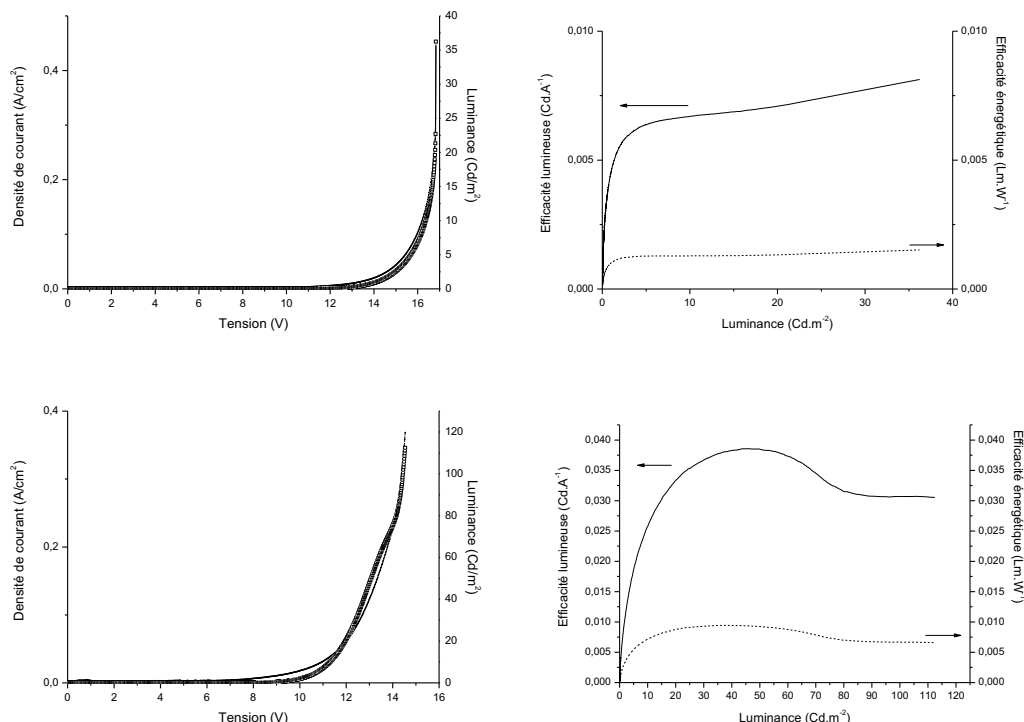 40
35
30
25
20
15
10
5
0
0,4
0,2
0,0
0 2 4 6 8 10 12 14 16
Densité de courant (A/cm²)
Luminance (Cd/m²)
Tension (V)
0,010
0,005
0,000
0,010
0,005
0,000
0 10 20 30 40
Efficacité lumineuse (Cd.A⁻¹)
Efficacité énergétique (Lm.W⁻¹)
Luminance (Cd.m⁻²)
0,4
0,2
0,0
120
100
80
60
40
20
0
0 2 4 6 8 10 12 14 16
Densité de courant (A/cm²)
Luminance (Cd/m²)
Tension (V)
0,040
0,035
0,030
0,025
0,020
0,015
0,010
0,005
0,000
0,040
0,035
0,030
0,025
0,020
0,015
0,010
0,005
0,000
0 10 20 30 40 50 60 70 80 90 100 110 120
Efficacité lumineuse (Cd.A⁻¹)
Efficacité énergétique (Lm.W⁻¹)
Luminance (Cd.m⁻²)